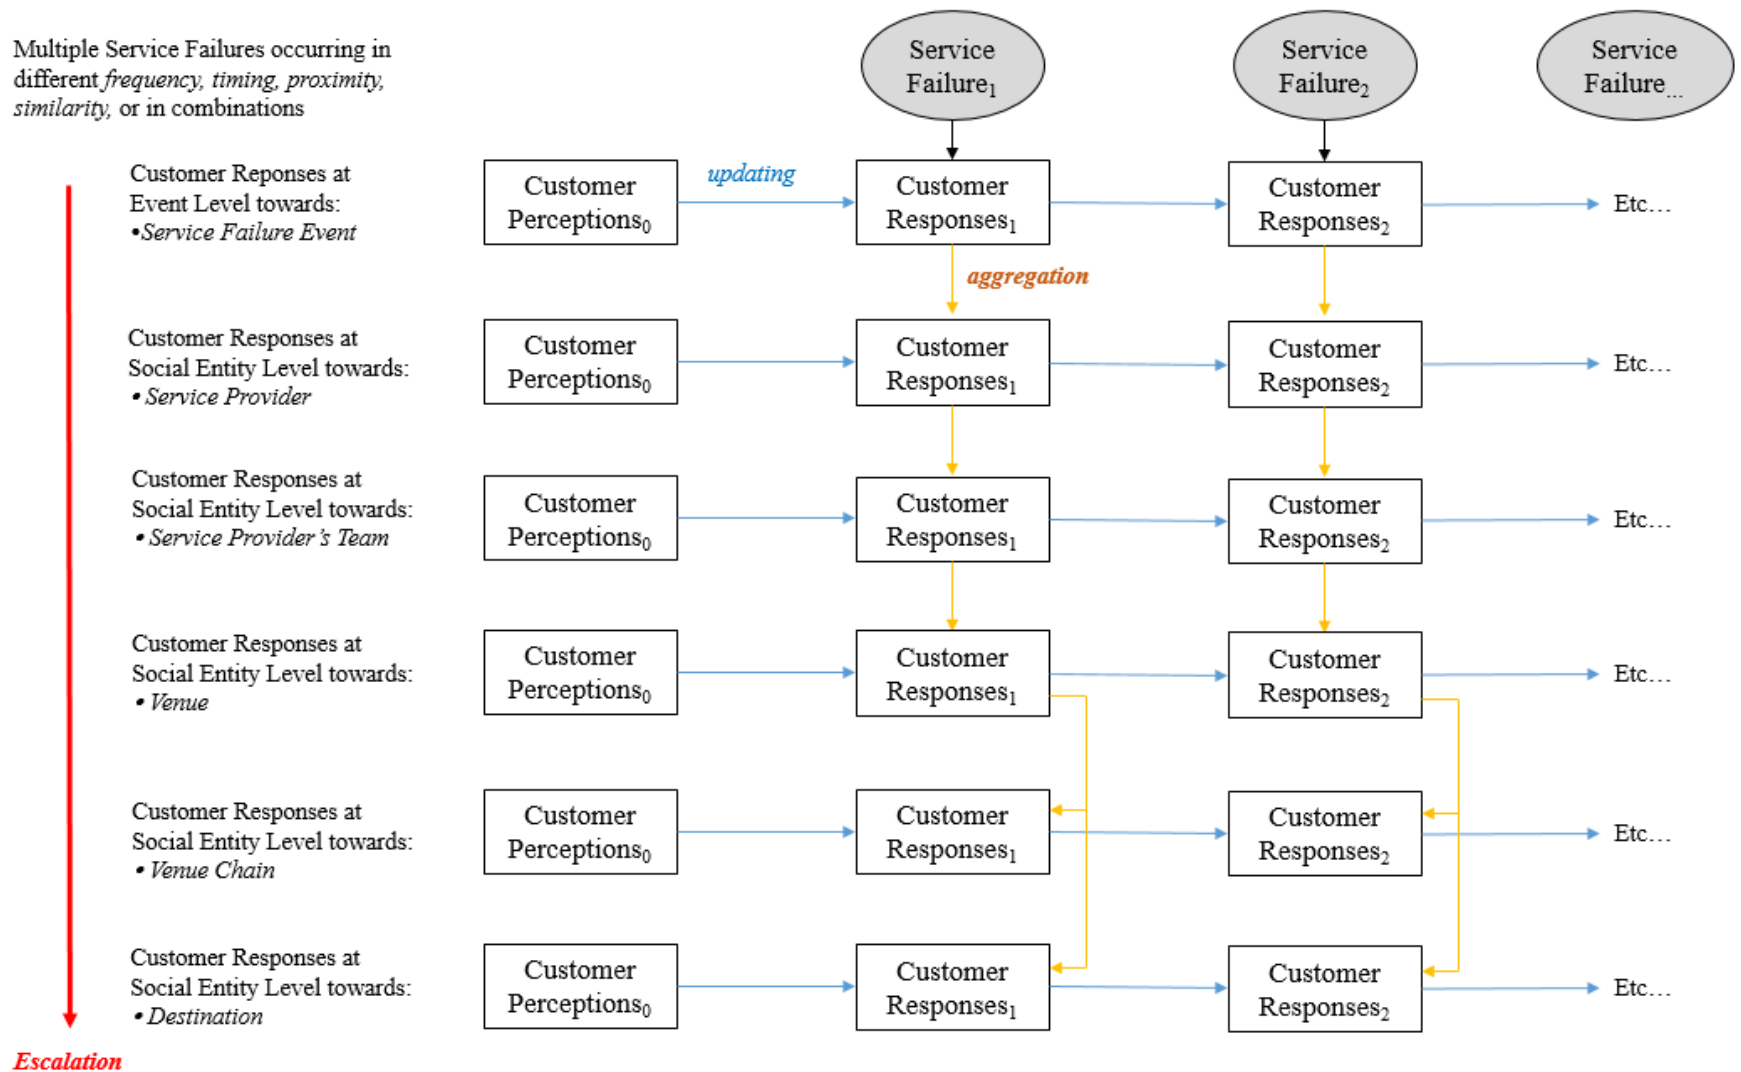 Multiple Service Failures occurring in
different frequency, timing, proximity,
similarity, or in combinations
Service
Failure1
Service
Failure2
Service
Failure...
Customer Reponses at
Event Level towards:
•Service Failure Event
Customer
Perceptions0
updating
Customer
Responses1
Customer
Responses2
Etc…
aggregation
Customer Responses at
Social Entity Level towards:
• Service Provider
Customer
Perceptions0
Customer
Responses1
Customer
Responses2
Etc…
Customer Responses at
Social Entity Level towards:
• Service Provider’s Team
Customer
Perceptions0
Customer
Responses1
Customer
Responses2
Etc…
Customer Responses at
Social Entity Level towards:
• Venue
Customer
Perceptions0
Customer
Responses1
Customer
Responses2
Etc…
Customer Responses at
Social Entity Level towards:
• Venue Chain
Customer
Perceptions0
Customer
Responses1
Customer
Responses2
Etc…
Customer Responses at
Social Entity Level towards:
• Destination
Customer
Perceptions0
Customer
Responses1
Customer
Responses2
Etc…
Escalation